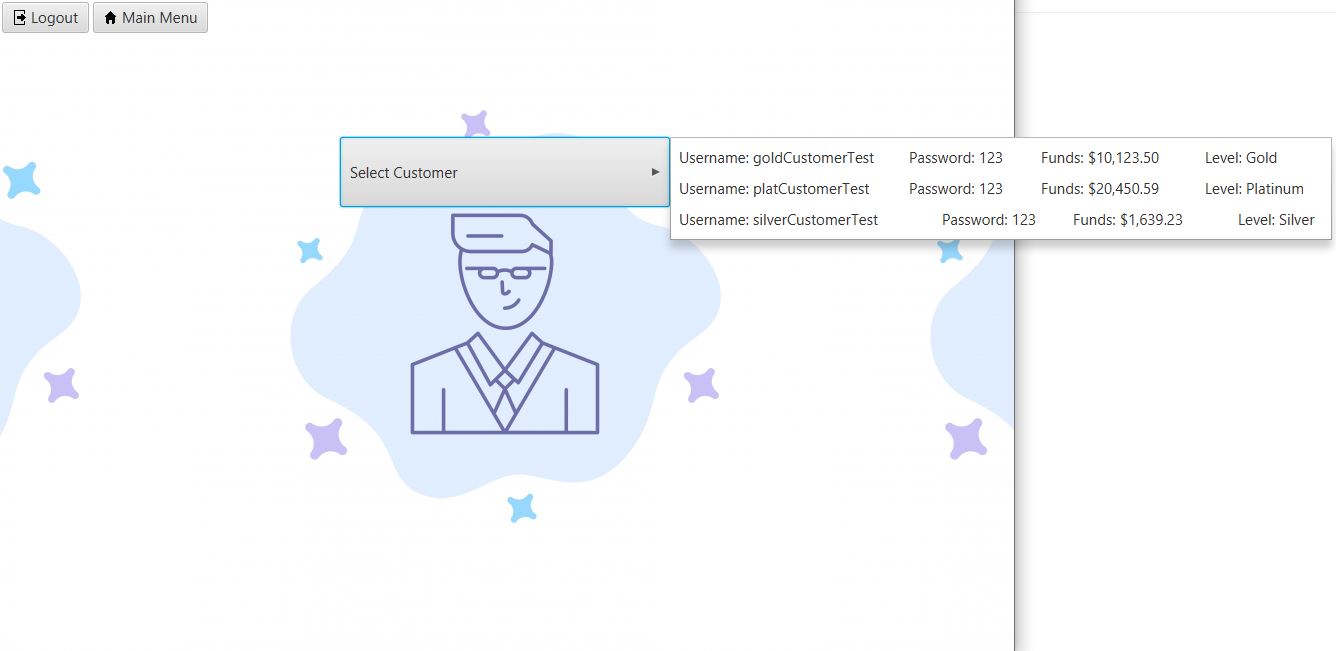 Logout Main Menu
Select Customer
Username: goldCustomerTest Password: 123 Funds: $10,123.50 Level: Gold
Username: platCustomerTest Password: 123 Funds: $20,450.59 Level: Platinum
Username: silverCustomerTest Password: 123 Funds: $1,639.23 Level: Silver